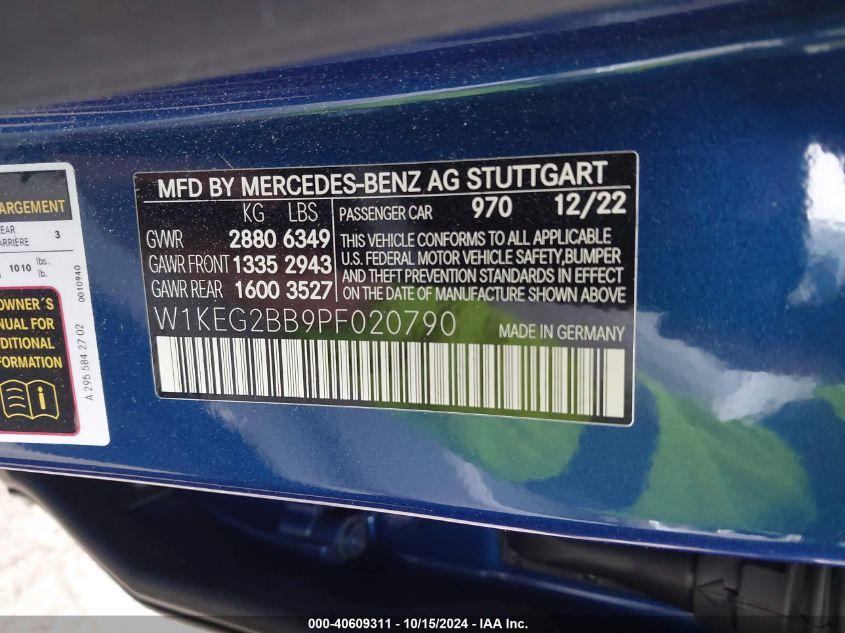 MFD BY MERCEDES-BENZ AG STUTTGART
KG LBS
GVWR 2880 6349
GAWR FRONT 1335 2943
GAWR REAR 1600 3527
PASSENGER CAR 970 12/22
THIS VEHICLE CONFORMS TO ALL APPLICABLE
U.S. FEDERAL MOTOR VEHICLE SAFETY,BUMPER
AND THEFT PREVENTION STANDARDS IN EFFECT
ON THE DATE OF MANUFACTURE SHOWN ABOVE.
W1KEG2BB9PF020790
MADE IN GERMANY
ARGEMENT
EAR 3
ARRIÈRE
1010 lbs.
lb.
OWNER´S
ANUAL FOR
DDITIONAL
FORMATION
A 295 584 27 02 0010940
000-40609311 - 10/15/2024 - IAA Inc.